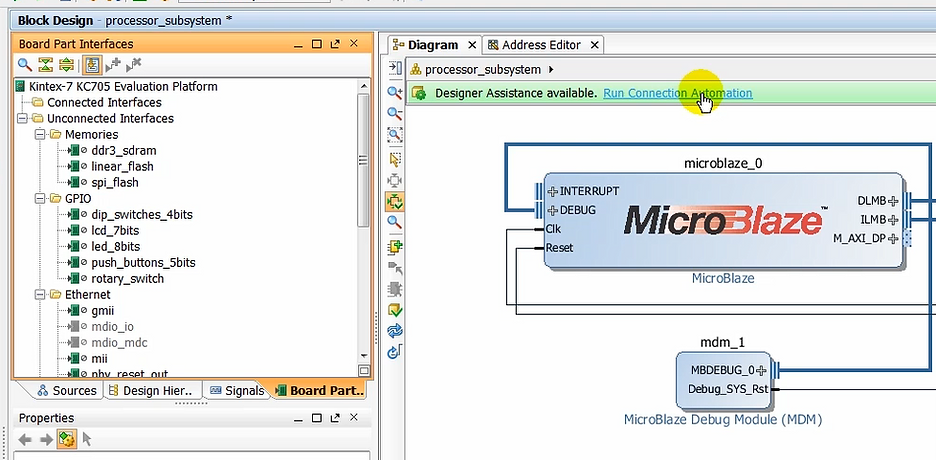 Block Design - processor_subsystem *
Board Part Interfaces
Kintex-7 KC705 Evaluation Platform
Connected Interfaces
Unconnected Interfaces
Memories
ddr3_sdram
linear_flash
spi_flash
GPIO
dip_switches_4bits
lcd_7bits
led_8bits
push_buttons_5bits
rotary_switch
Ethernet
gmii
mdio_io
mdio_mdc
mii
phy_reset_out
Sources
Design Hier...
Signals
Board Part..
Properties
Diagram
Address Editor
processor_subsystem
Designer Assistance available. Run Connection Automation
microblaze_0
INTERRUPT
DEBUG
Clk
Reset
MicroBlaze™
DLMB
ILMB
M_AXI_DP
MicroBlaze
mdm_1
MBDEBUG_0
Debug_SYS_Rst
MicroBlaze Debug Module (MDM)